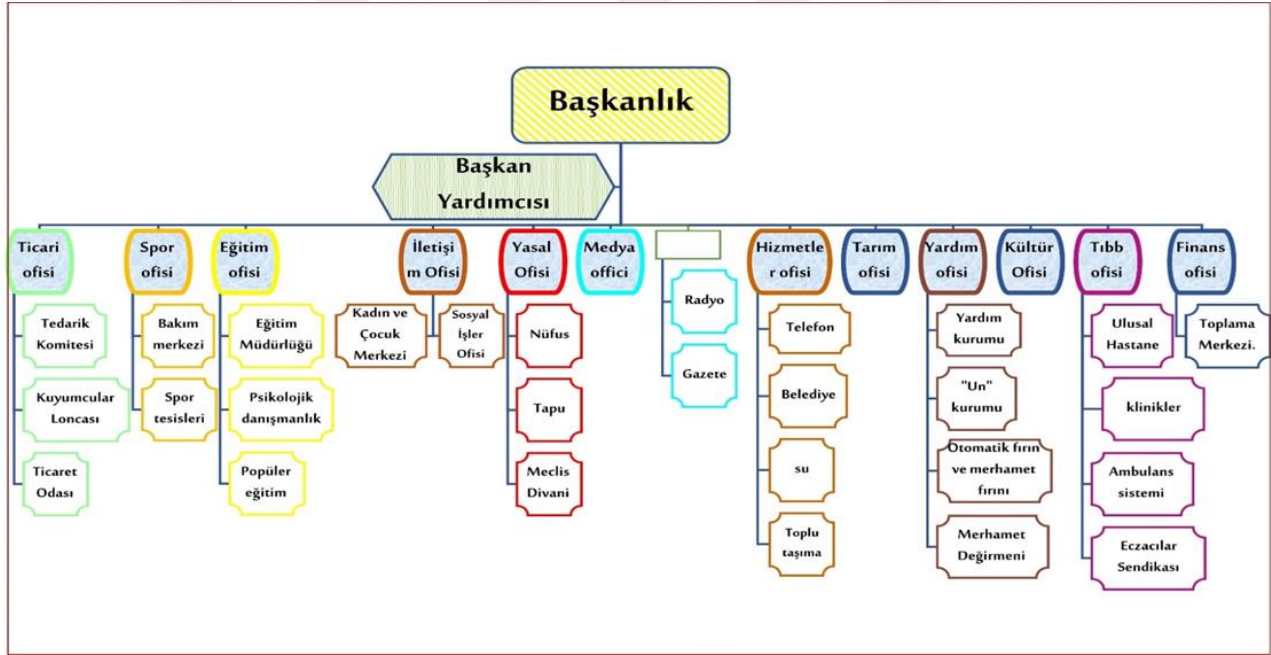 Başkanlık
Başkan
Yardımcısı
Ticari
ofisi
Spor
ofisi
Eğitim
ofisi
İletişi
m Ofisi
Yasal
Ofisi
Medya
offici
Hizmetle
r ofisi
Tarım
ofisi
Yardım
ofisi
Kültür
Ofisi
Tıbb
ofisi
Finans
ofisi
Tedarik
Komitesi
Kuyumcular
Loncası
Ticaret
Odası
Bakım
merkezi
Spor
tesisleri
Eğitim
Müdürlüğü
Psikolojik
danışmanlık
Popüler
eğitim
Kadın ve
Çocuk
Merkezi
Sosyal
İşler
Ofisi
Nüfus
Tapu
Meclis
Divani
Radyo
Gazete
Telefon
Belediye
su
Toplu
taşıma
Yardım
kurumu
"Un"
kurumu
Otomatik fırın
ve merhamet
fırını
Merhamet
Değirmeni
Ulusal
Hastane
klinikler
Ambulans
sistemi
Eczacılar
Sendikası
Toplama
Merkezi.